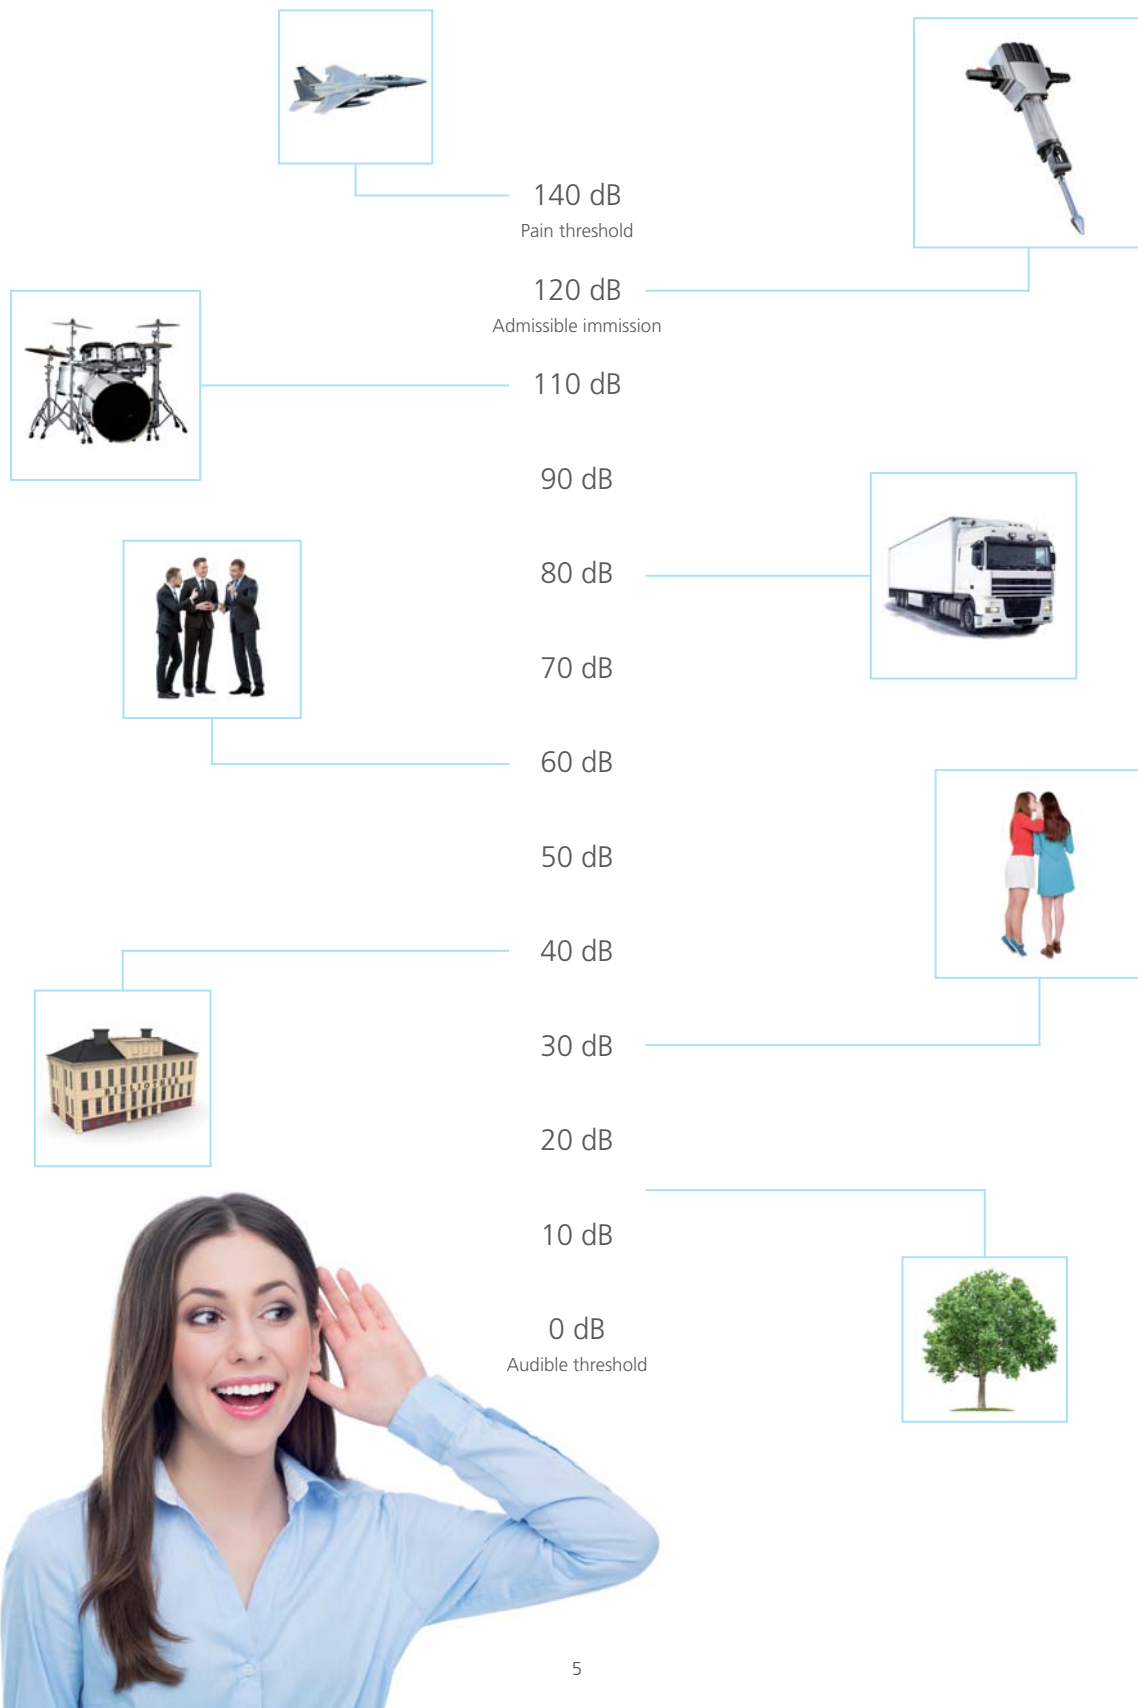 140 dB
Pain threshold
120 dB
Admissible immission
110 dB
90 dB
80 dB
70 dB
60 dB
50 dB
40 dB
30 dB
BIBLIOTHEK
20 dB
10 dB
0 dB
Audible threshold
5